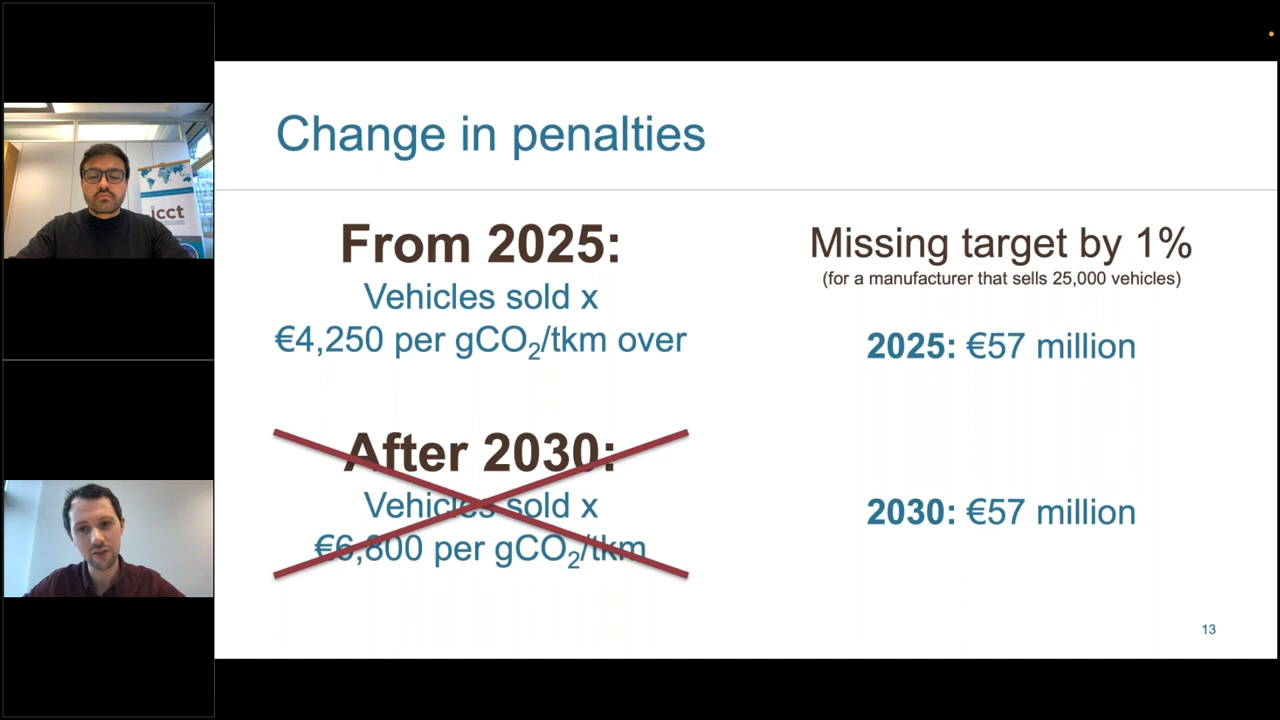 Change in penalties
From 2025:
Vehicles sold x
€4,250 per gCO₂/tkm over
After 2030:
Vehicles sold x
€6,800 per gCO₂/tkm
Missing target by 1%
(for a manufacturer that sells 25,000 vehicles)
2025: €57 million
2030: €57 million
13
icct